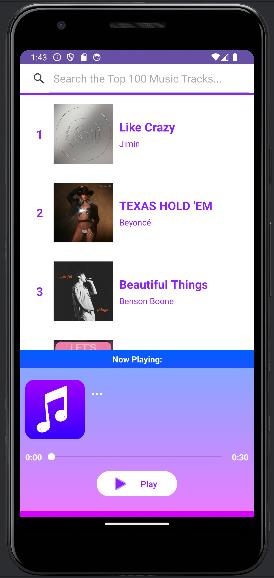 1:43
Search the Top 100 Music Tracks...
1
Like Crazy
Jimin
2
TEXAS HOLD 'EM
Beyoncé
3
Beautiful Things
Benson Boone
LET'S
Now Playing:
...
0:00
0:30
Play